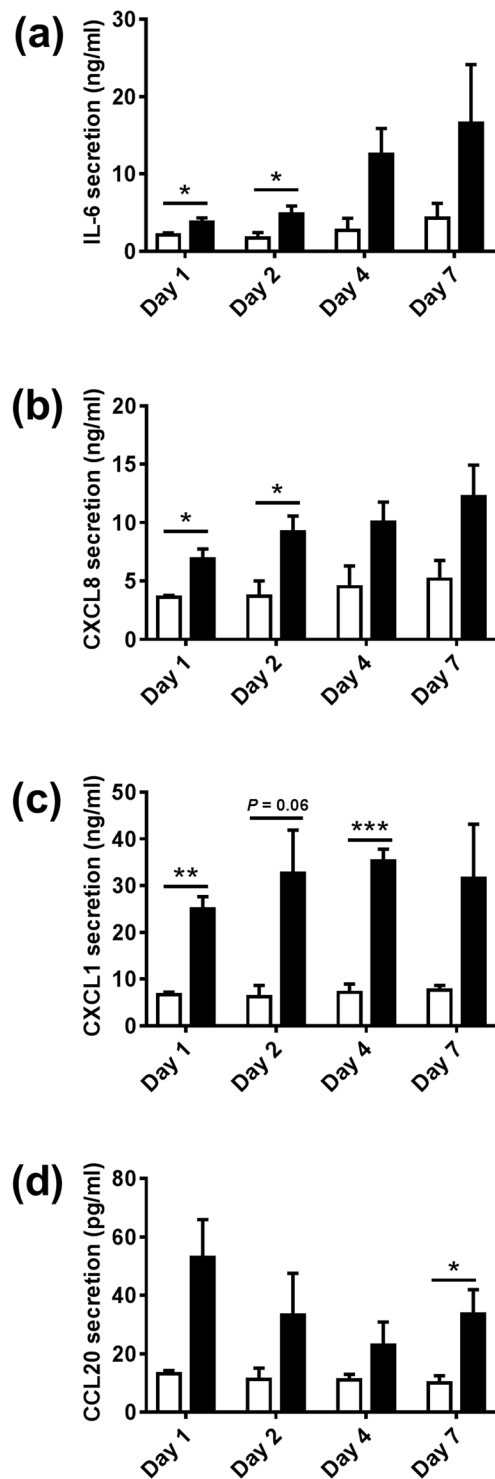 (a)
IL-6 secretion (ng/ml)
30
20
10
0
*
*
Day 1
Day 2
Day 4
Day 7
(b)
CXCL8 secretion (ng/ml)
20
15
10
5
0
*
*
Day 1
Day 2
Day 4
Day 7
(c)
CXCL1 secretion (ng/ml)
50
40
30
20
10
0
**
P = 0.06
***
Day 1
Day 2
Day 4
Day 7
(d)
CCL20 secretion (pg/ml)
80
60
40
20
0
*
Day 1
Day 2
Day 4
Day 7